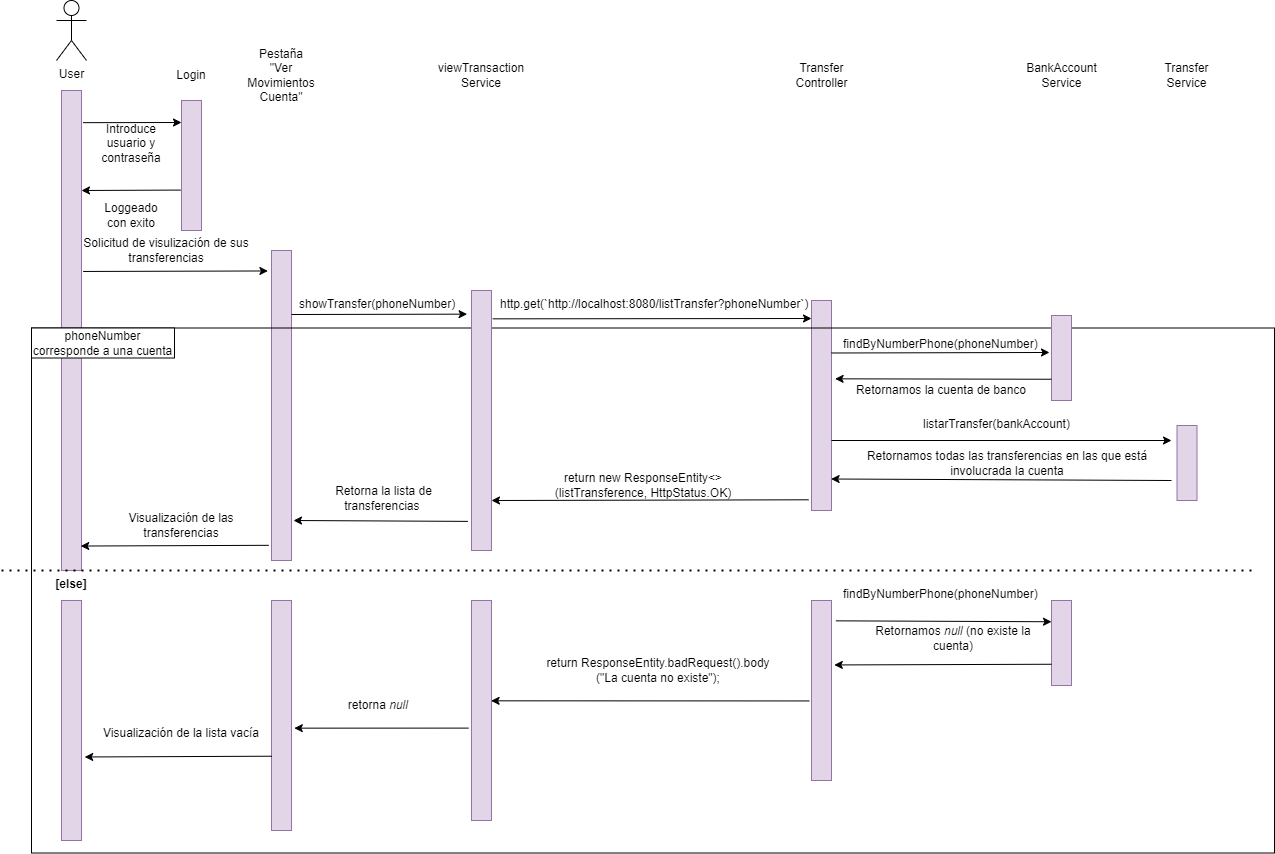 User
Login
Pestaña
"Ver
Movimientos
Cuenta"
viewTransaction
Service
Transfer
Controller
BankAccount
Service
Transfer
Service
Introduce
usuario y
contraseña
Loggeado
con exito
Solicitud de visulización de sus
transferencias
showTransfer(phoneNumber)
http.get(`http://localhost:8080/listTransfer?phoneNumber`)
phoneNumber
corresponde a una cuenta
findByNumberPhone(phoneNumber)
Retornamos la cuenta de banco
listarTransfer(bankAccount)
Retornamos todas las transferencias en las que está
involucrada la cuenta
return new ResponseEntity<>
(listTransference, HttpStatus.OK)
Retorna la lista de
transferencias
Visualización de las
transferencias
[else]
findByNumberPhone(phoneNumber)
Retornamos null (no existe la
cuenta)
return ResponseEntity.badRequest().body
("La cuenta no existe");
retorna null
Visualización de la lista vacía